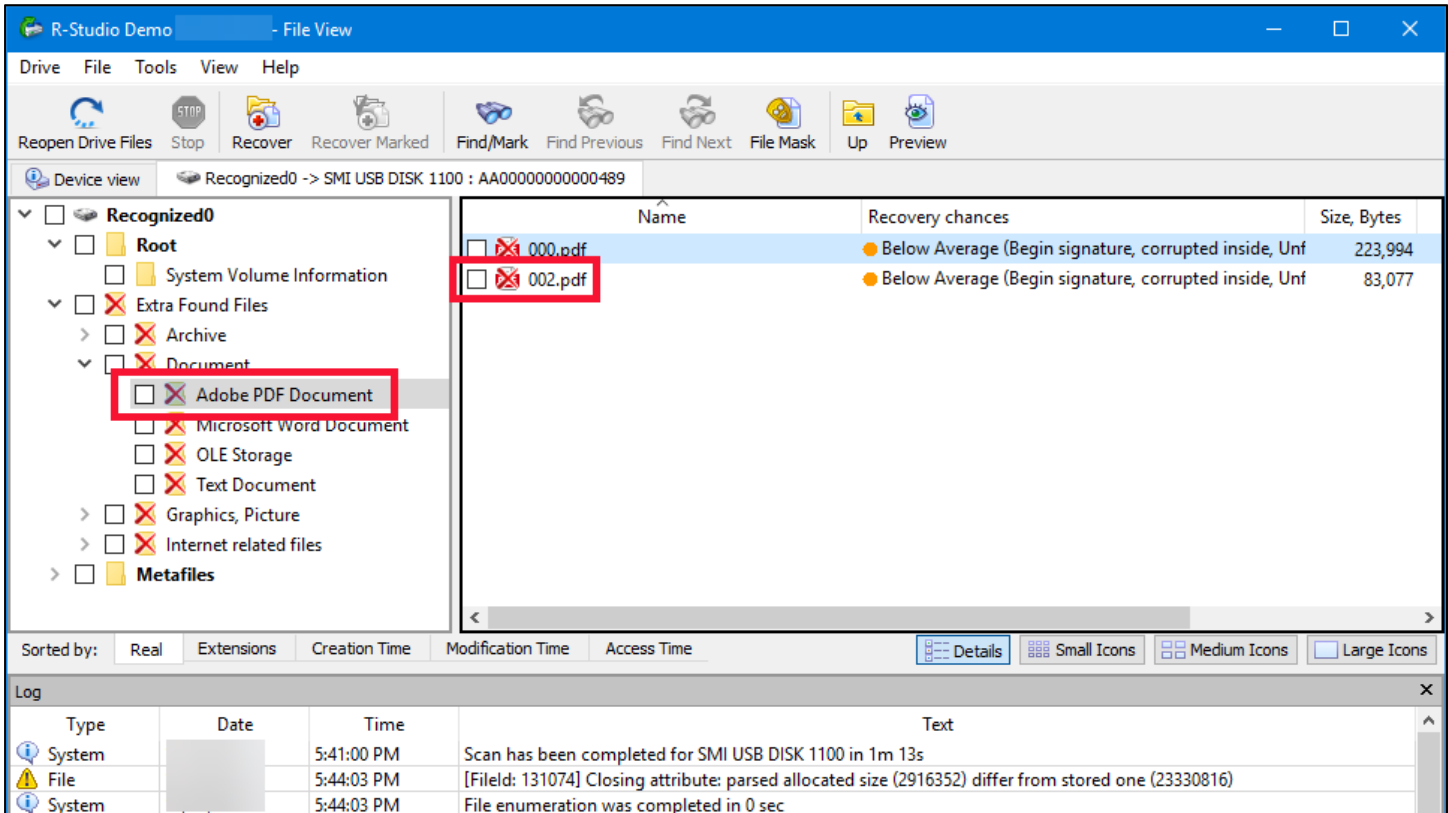 R-Studio Demo - File View
Drive File Tools View Help
STOP
Reopen Drive Files Stop Recover Recover Marked Find/Mark Find Previous Find Next File Mask Up Preview
Device view Recognized0 -> SMI USB DISK 1100 : AA00000000000489
Recognized0
Root
System Volume Information
Extra Found Files
Archive
Document
Adobe PDF Document
Microsoft Word Document
OLE Storage
Text Document
Graphics, Picture
Internet related files
Metafiles
Name Recovery chances Size, Bytes
000.pdf Below Average (Begin signature, corrupted inside, Unf 223,994
002.pdf Below Average (Begin signature, corrupted inside, Unf 83,077
Sorted by: Real Extensions Creation Time Modification Time Access Time Details Small Icons Medium Icons Large Icons
Log
Type Date Time Text
System 5:41:00 PM Scan has been completed for SMI USB DISK 1100 in 1m 13s
File 5:44:03 PM [FileId: 131074] Closing attribute: parsed allocated size (2916352) differ from stored one (23330816)
System 5:44:03 PM File enumeration was completed in 0 sec